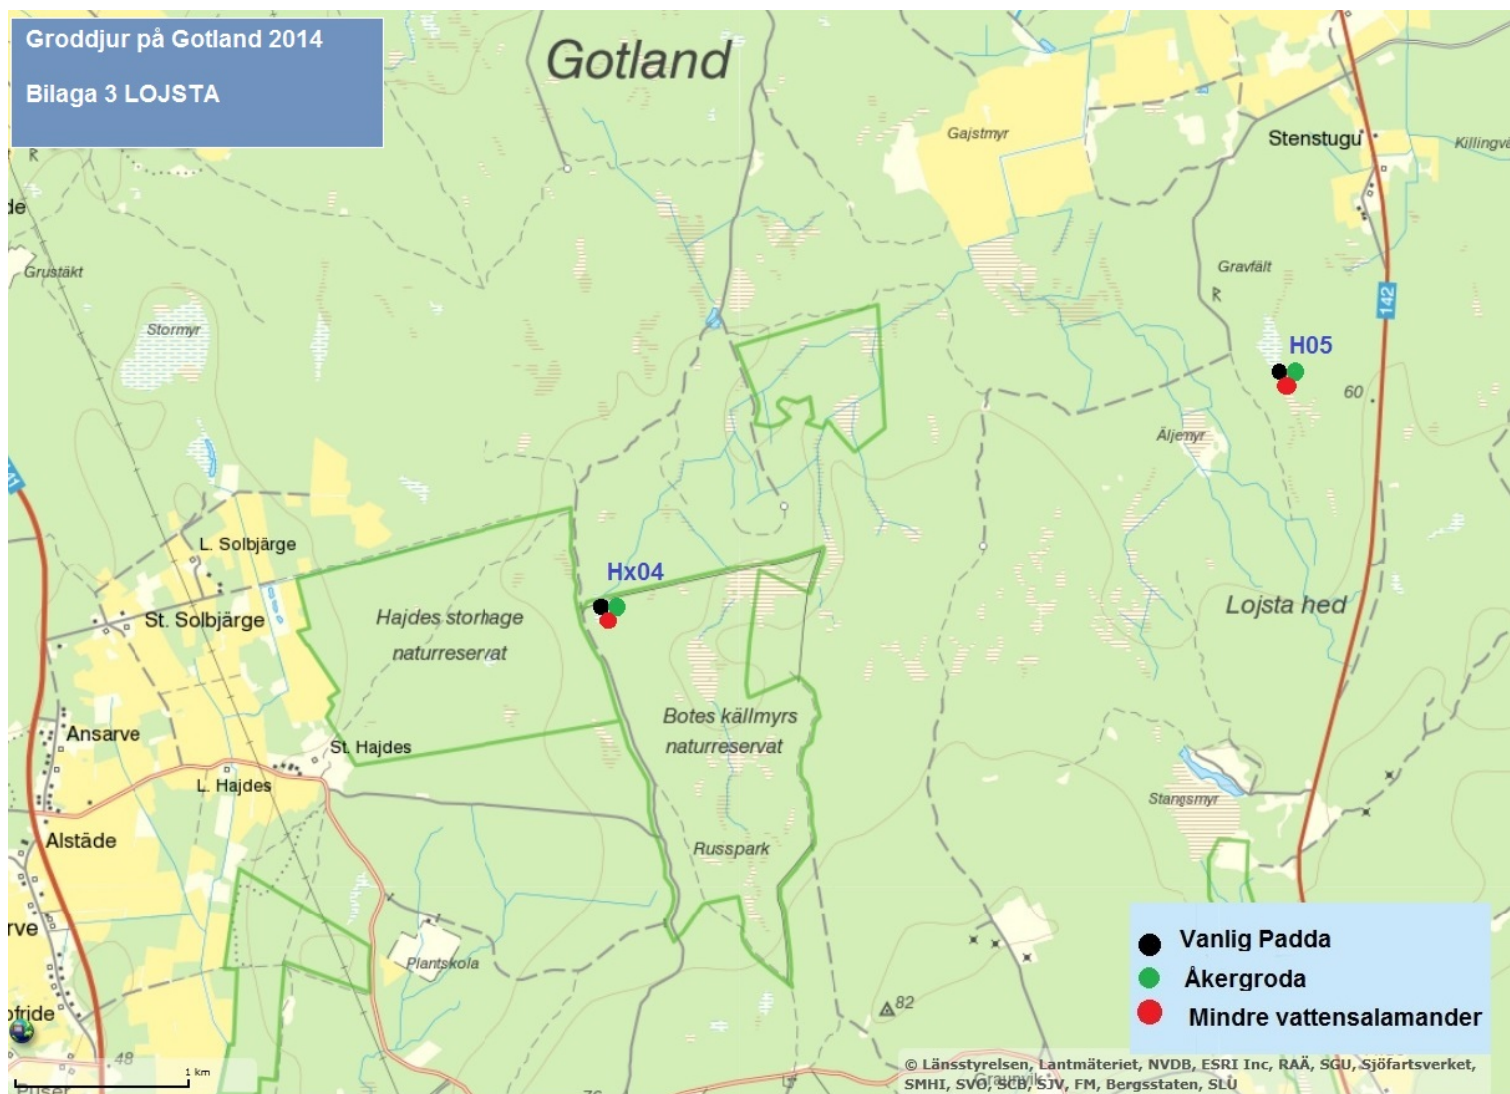 Groddjur på Gotland 2014
Bilaga 3 LOJSTA
Gotland
Gajstmyr
Stenstugu
R
Grustäkt
Gravfält
R
142
Stormyr
H05
60
Äljemyr
L. Solbjärge
Hx04
St. Solbjärge
Hajdes storhage
naturreservat
Lojsta hed
Botes källmyrs
naturreservat
Ansarve
St. Hajdes
L. Hajdes
Stangsmyr
Alstäde
Russpark
Plantskola
82
48
Vanlig Padda
Åkergroda
Mindre vattensalamander
1 km
© Länsstyrelsen, Lantmäteriet, NVDB, ESRI Inc, RAÄ, SGU, Sjöfartsverket,
SMHI, SVO, SCB, SJV, FM, Bergsstaten, SLU